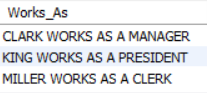 Works_As
CLARK WORKS AS A MANAGER
KING WORKS AS A PRESIDENT
MILLER WORKS AS A CLERK